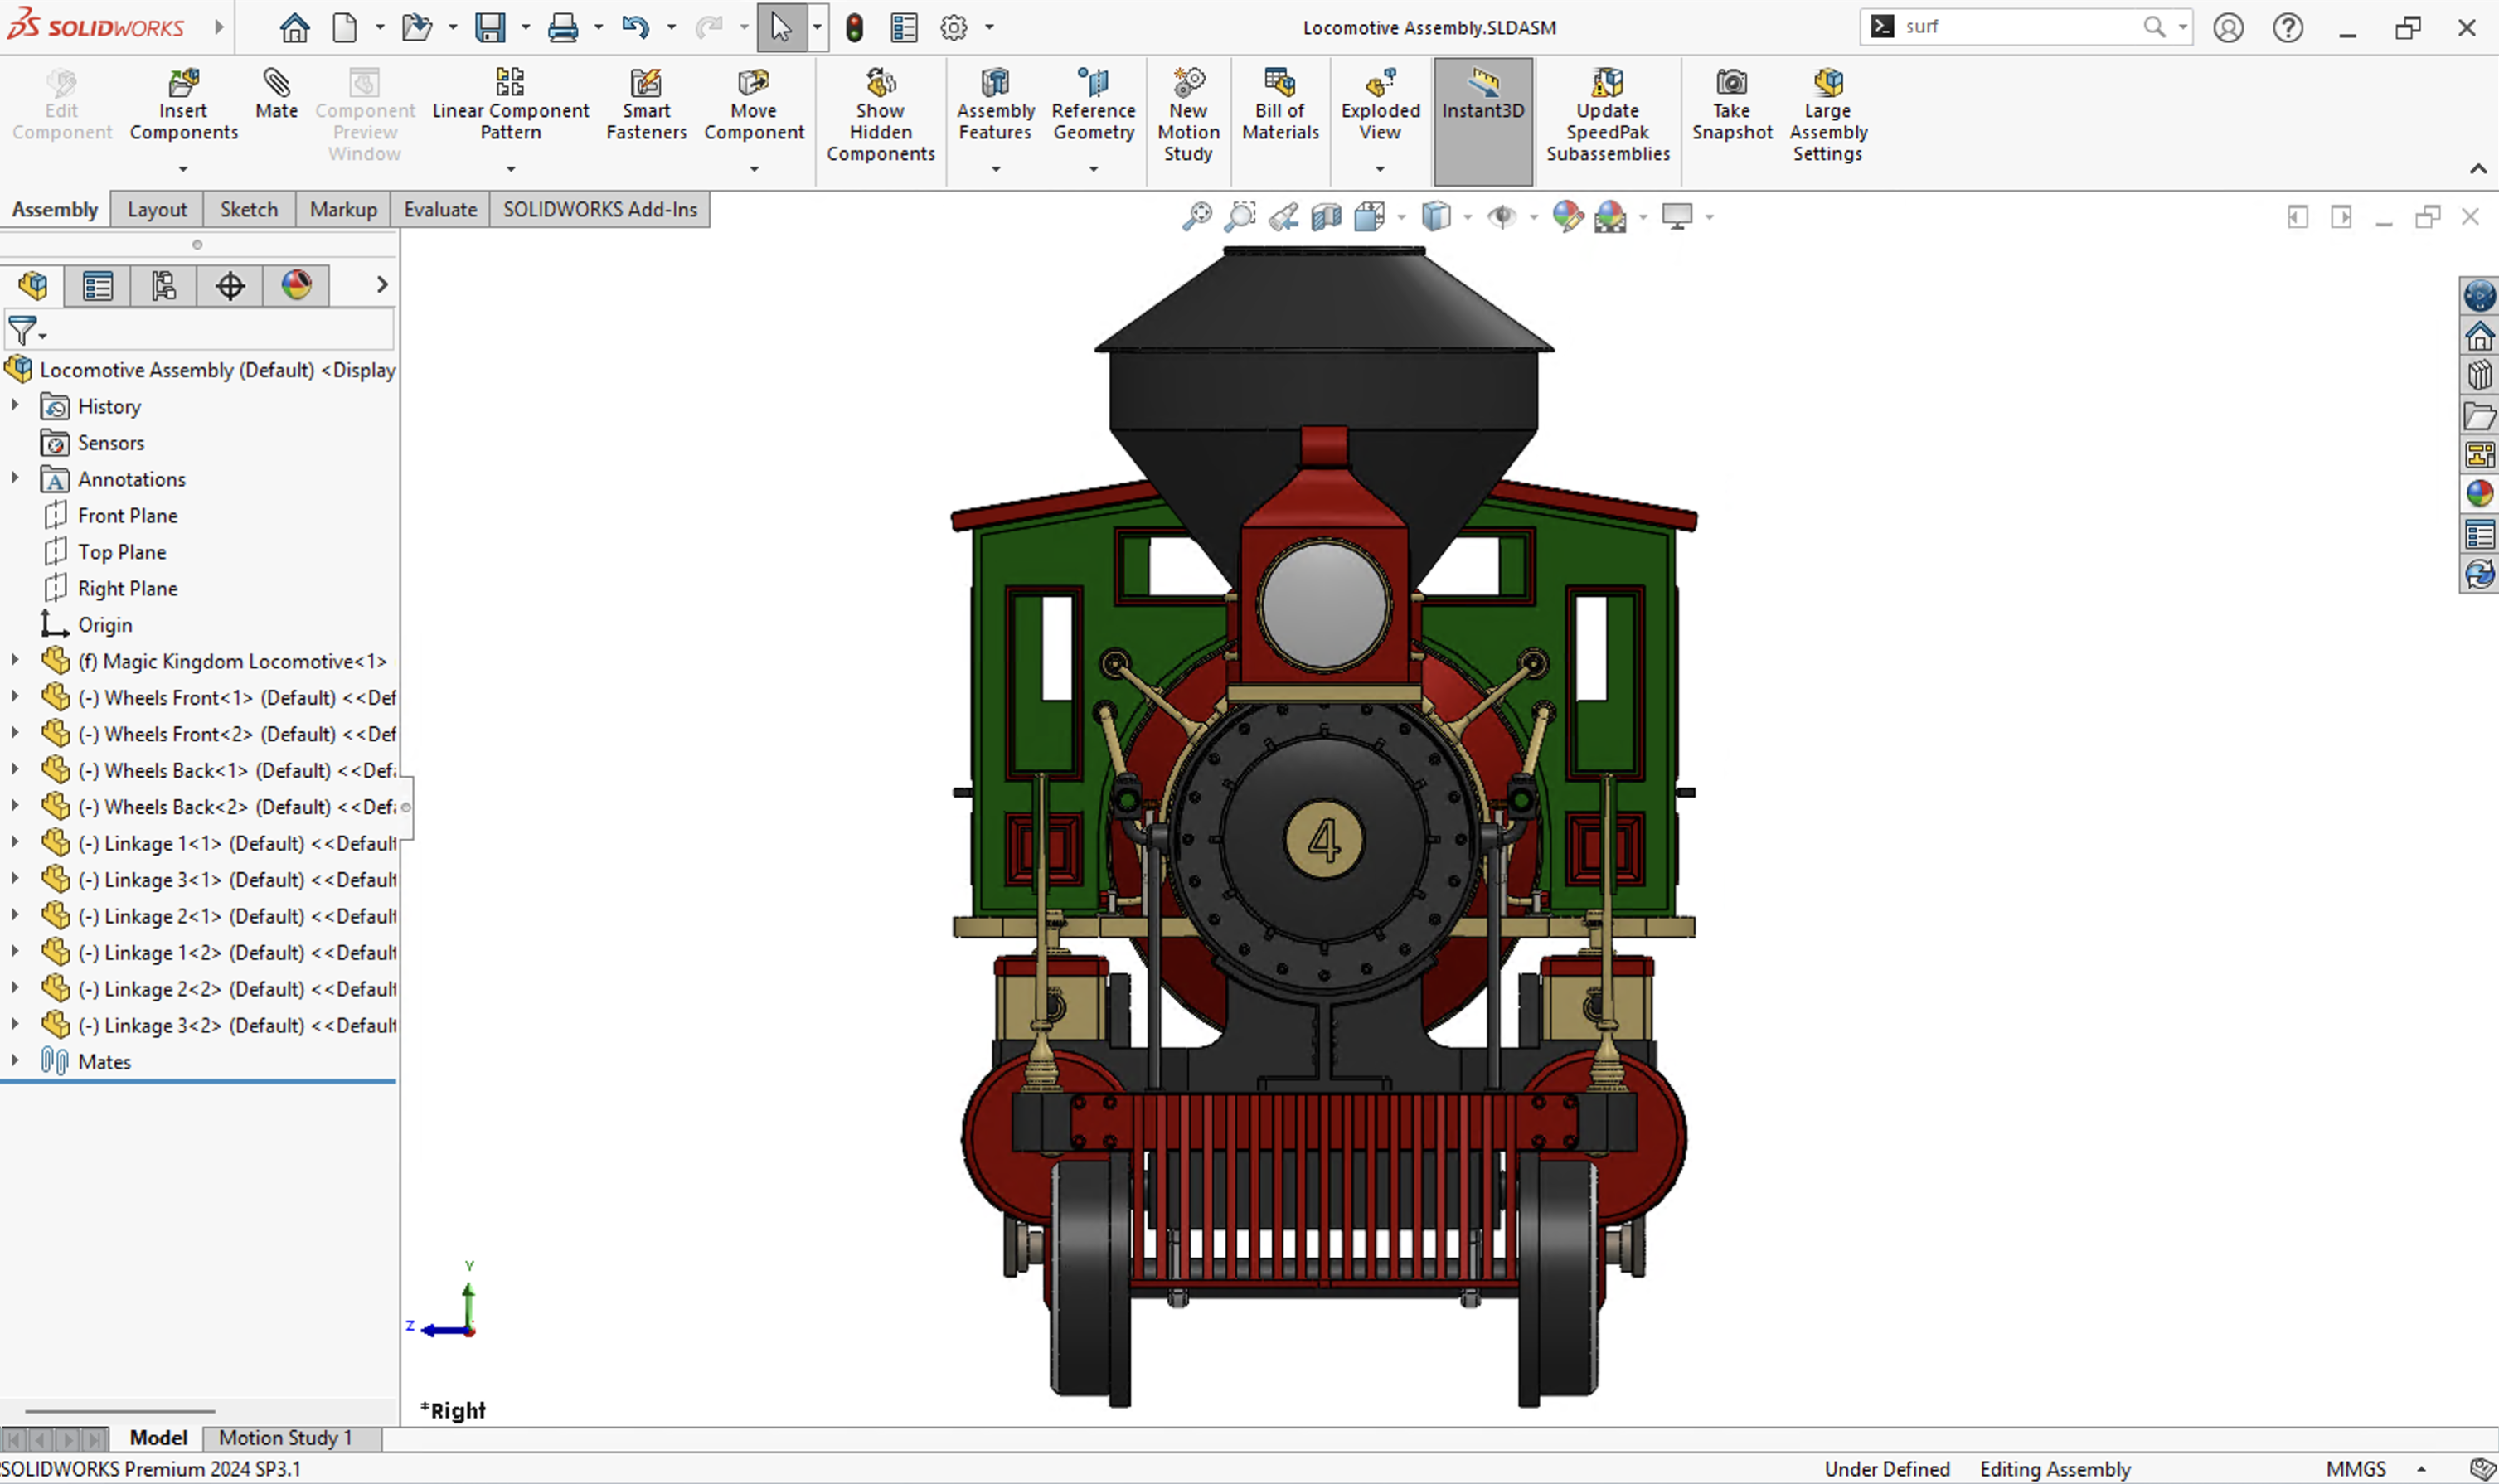 SOLIDWORKS
Locomotive Assembly.SLDASM
surf
Edit Component
Insert Components
Mate
Component Preview Window
Linear Component Pattern
Smart Fasteners
Move Component
Show Hidden Components
Assembly Features
Reference Geometry
New Motion Study
Bill of Materials
Exploded View
Instant3D
Update SpeedPak Subassemblies
Take Snapshot
Large Assembly Settings
Assembly
Layout
Sketch
Markup
Evaluate
SOLIDWORKS Add-Ins
Locomotive Assembly (Default) <Display
History
Sensors
Annotations
Front Plane
Top Plane
Right Plane
Origin
(f) Magic Kingdom Locomotive<1>
(-) Wheels Front<1> (Default) <<Def
(-) Wheels Front<2> (Default) <<Def
(-) Wheels Back<1> (Default) <<Def
(-) Wheels Back<2> (Default) <<Def
(-) Linkage 1<1> (Default) <<Default
(-) Linkage 3<1> (Default) <<Default
(-) Linkage 2<1> (Default) <<Default
(-) Linkage 1<2> (Default) <<Default
(-) Linkage 2<2> (Default) <<Default
(-) Linkage 3<2> (Default) <<Default
Mates
4
Y
Z
*Right
Model
Motion Study 1
SOLIDWORKS Premium 2024 SP3.1
Under Defined
Editing Assembly
MMGS